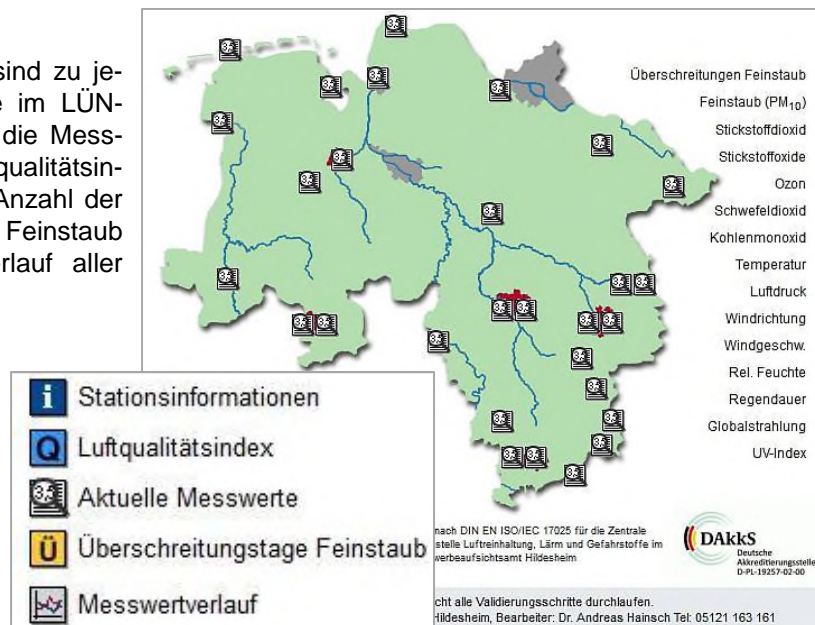 sind zu je-
im LÜN-
die Mess-
qualitätsin-
Anzahl der
Feinstaub
aller
Überschreitungen Feinstaub
Feinstaub (PM10)
Stickstoffdioxid
Stickstoffoxide
Ozon
Schwefeldioxid
Kohlenmonoxid
Temperatur
Luftdruck
Windrichtung
Windgeschw.
Rel. Feuchte
Regendauer
Globalstrahlung
UV-Index
i Stationsinformationen
Q Luftqualitätsindex
3,5 Aktuelle Messwerte
Ü Überschreitungstage Feinstaub
Messwertverlauf
nach DIN EN ISO/IEC 17025 für die Zentrale
stelle Luftreinhaltung, Lärm und Gefahrstoffe im
werbeaufsichtsamt Hildesheim
DAkkS
Deutsche
Akkreditierungsstelle
D-PL-19257-02-00
cht alle Validierungsschritte durchlaufen.
Hildesheim, Bearbeiter: Dr. Andreas Hainsch Tel: 05121 163 161